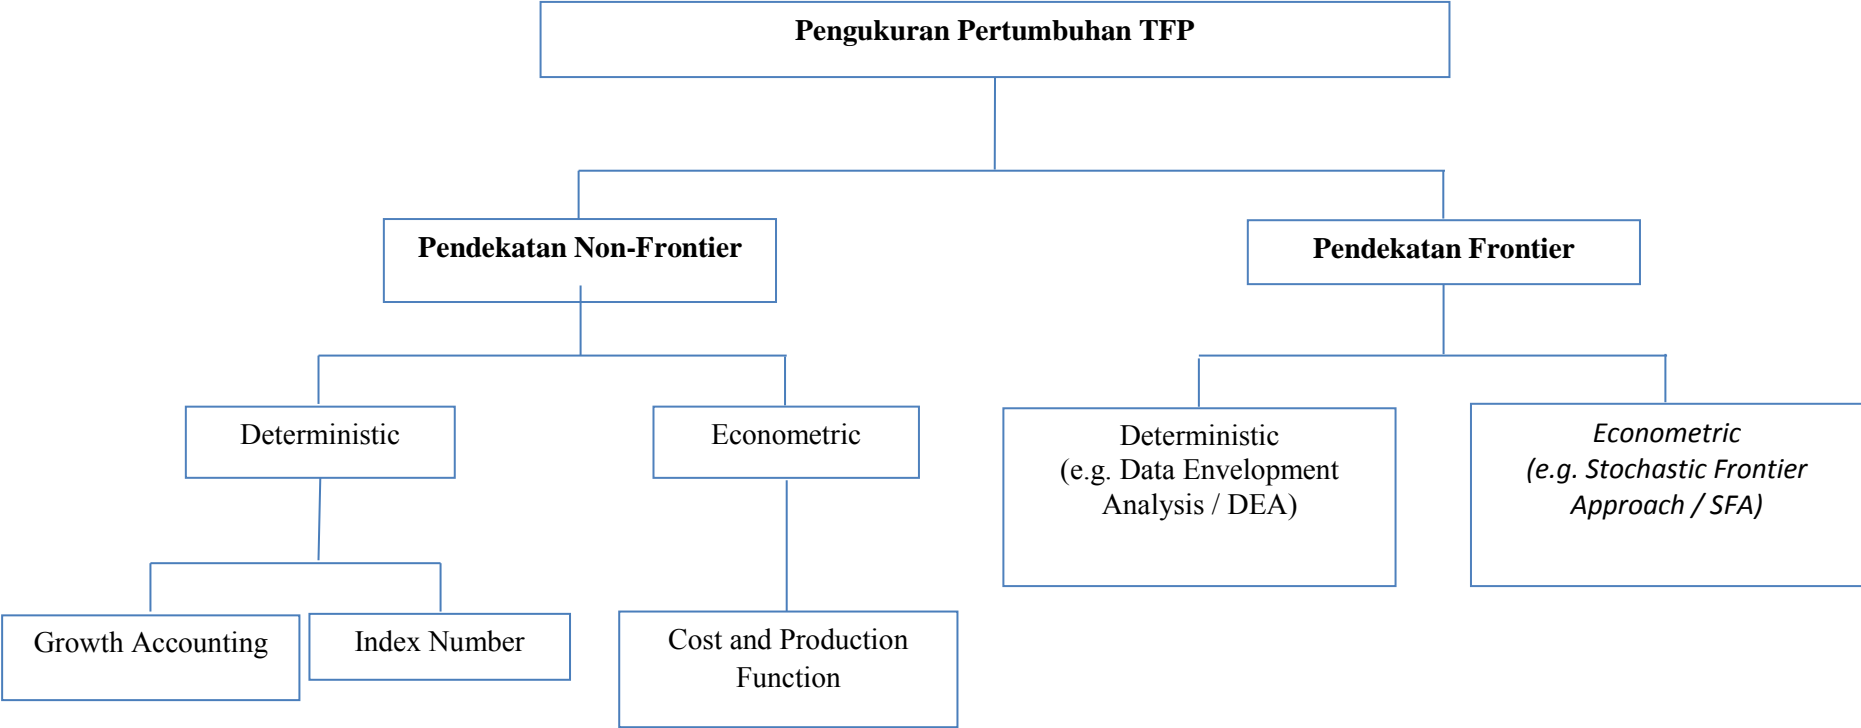 Pengukuran Pertumbuhan TFP
Pendekatan Non-Frontier
Pendekatan Frontier
Deterministic
Econometric
Deterministic
(e.g. Data Envelopment
Analysis / DEA)
Econometric
(e.g. Stochastic Frontier
Approach / SFA)
Growth Accounting
Index Number
Cost and Production
Function